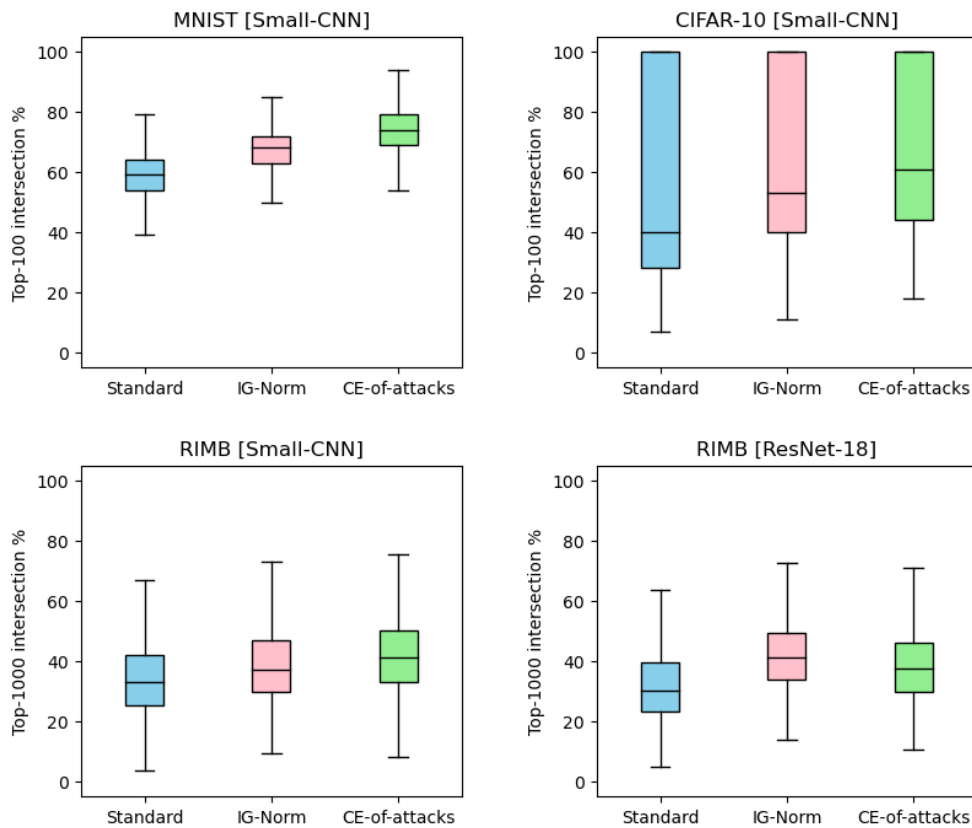 MNIST [Small-CNN]
Top-100 intersection %
100
80
60
40
20
0
Standard IG-Norm CE-of-attacks
CIFAR-10 [Small-CNN]
Top-100 intersection %
100
80
60
40
20
0
Standard IG-Norm CE-of-attacks
RIMB [Small-CNN]
Top-1000 intersection %
100
80
60
40
20
0
Standard IG-Norm CE-of-attacks
RIMB [ResNet-18]
Top-1000 intersection %
100
80
60
40
20
0
Standard IG-Norm CE-of-attacks